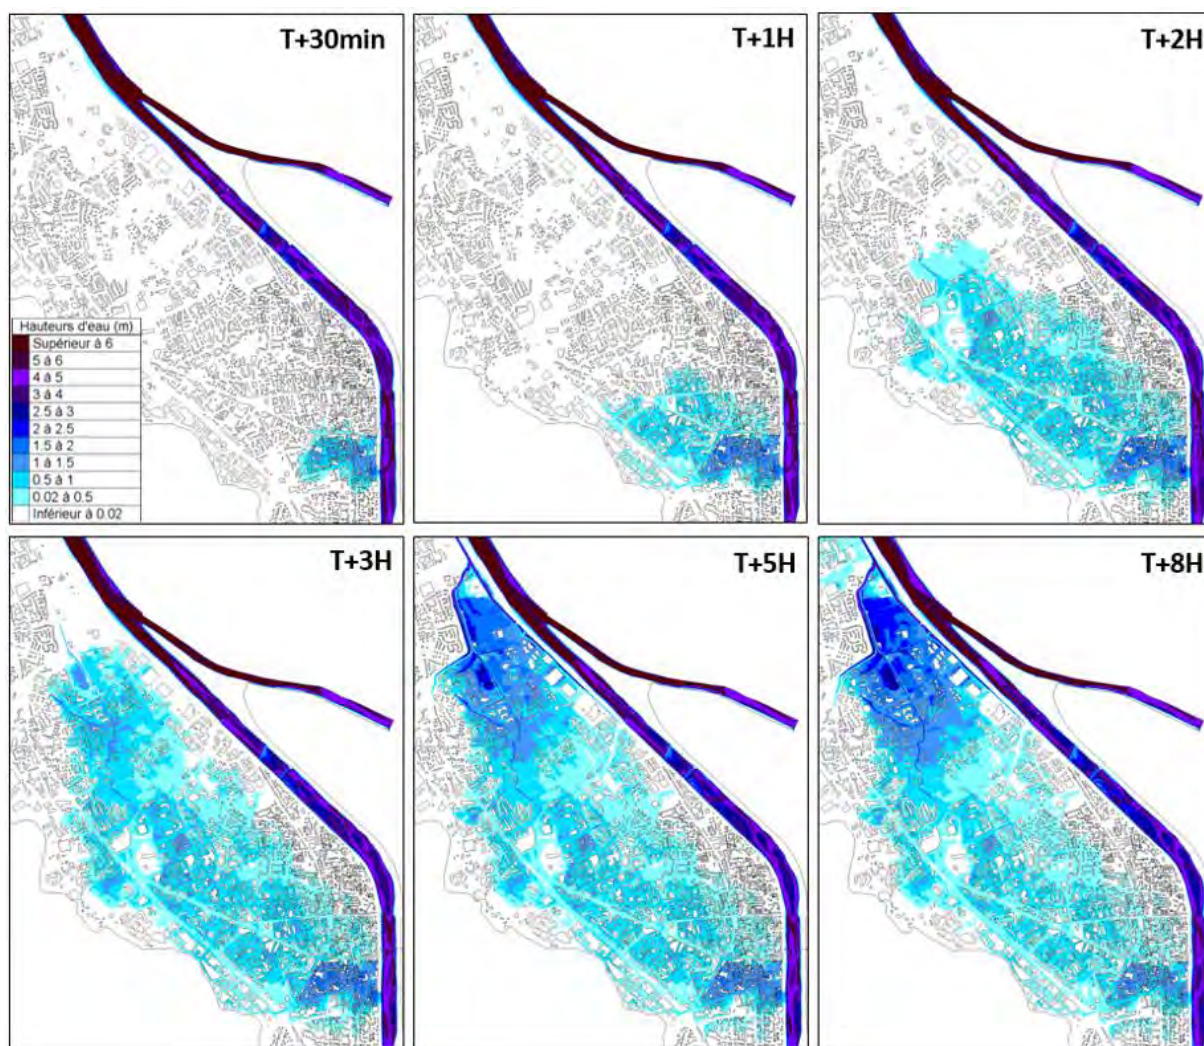 T+30min
T+1H
T+2H
Hauteurs d'eau (m)
Supérieur à 6
5 à 6
4 à 5
3 à 4
2.5 à 3
2 à 2.5
1.5 à 2
1 à 1.5
0.5 à 1
0.02 à 0.5
Inférieur à 0.02
T+3H
T+5H
T+8H